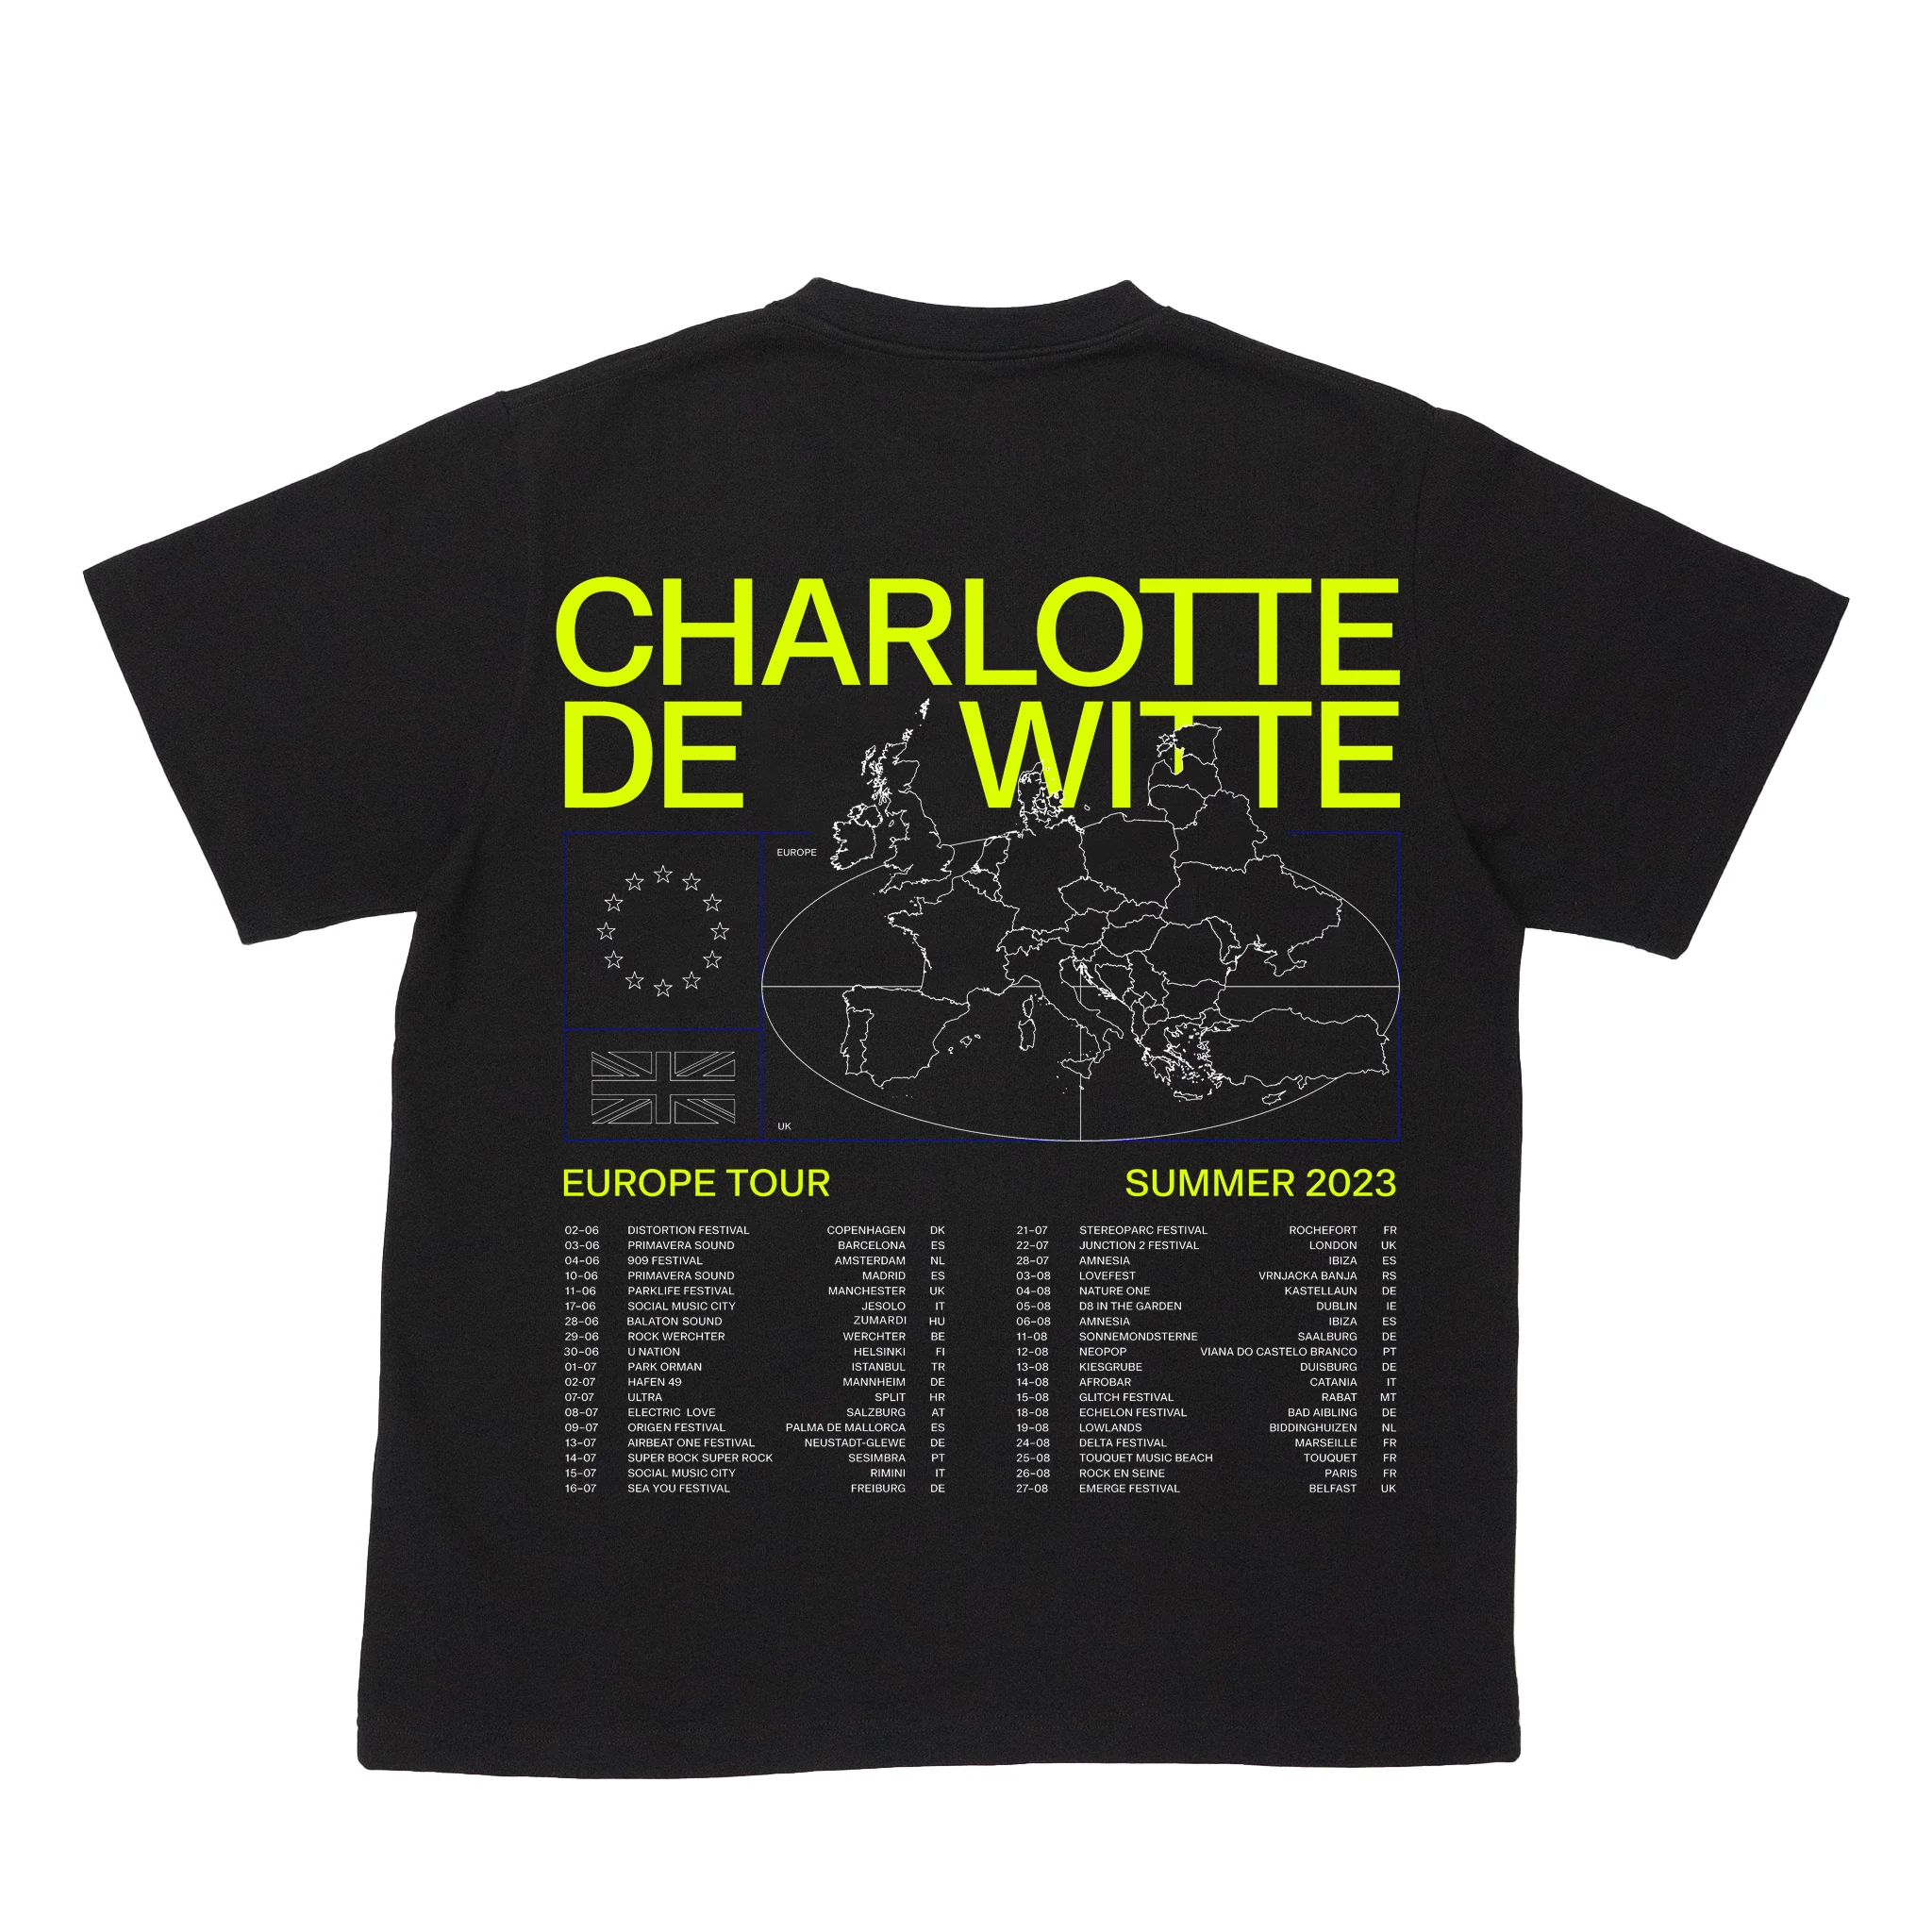 CHARLOTTE
DE WITTE
EUROPE
UK
EUROPE TOUR
SUMMER 2023
02–06 DISTORTION FESTIVAL COPENHAGEN DK
03–06 PRIMAVERA SOUND BARCELONA ES
04–06 909 FESTIVAL AMSTERDAM NL
10–06 PRIMAVERA SOUND MADRID ES
11–06 PARKLIFE FESTIVAL MANCHESTER UK
17–06 SOCIAL MUSIC CITY JESOLO IT
28–06 BALATON SOUND ZUMARDI HU
29–06 ROCK WERCHTER WERCHTER BE
30–06 U NATION HELSINKI FI
01–07 PARK ORMAN ISTANBUL TR
02-07 HAFEN 49 MANNHEIM DE
07-07 ULTRA SPLIT HR
08–07 ELECTRIC LOVE SALZBURG AT
09–07 ORIGEN FESTIVAL PALMA DE MALLORCA ES
13–07 AIRBEAT ONE FESTIVAL NEUSTADT-GLEWE DE
14–07 SUPER BOCK SUPER ROCK SESIMBRA PT
15–07 SOCIAL MUSIC CITY RIMINI IT
16–07 SEA YOU FESTIVAL FREIBURG DE
21–07 STEREOPARC FESTIVAL ROCHEFORT FR
22–07 JUNCTION 2 FESTIVAL LONDON UK
28–07 AMNESIA IBIZA ES
03–08 LOVEFEST VRNJACKA BANJA RS
04–08 NATURE ONE KASTELLAUN DE
05–08 D8 IN THE GARDEN DUBLIN IE
06–08 AMNESIA IBIZA ES
11–08 SONNEMONDSTERNE SAALBURG DE
12–08 NEOPOP VIANA DO CASTELO BRANCO PT
13–08 KIESGRUBE DUISBURG DE
14–08 AFROBAR CATANIA IT
15–08 GLITCH FESTIVAL RABAT MT
18–08 ECHELON FESTIVAL BAD AIBLING DE
19–08 LOWLANDS BIDDINGHUIZEN NL
24–08 DELTA FESTIVAL MARSEILLE FR
25–08 TOUQUET MUSIC BEACH TOUQUET FR
26–08 ROCK EN SEINE PARIS FR
27–08 EMERGE FESTIVAL BELFAST UK